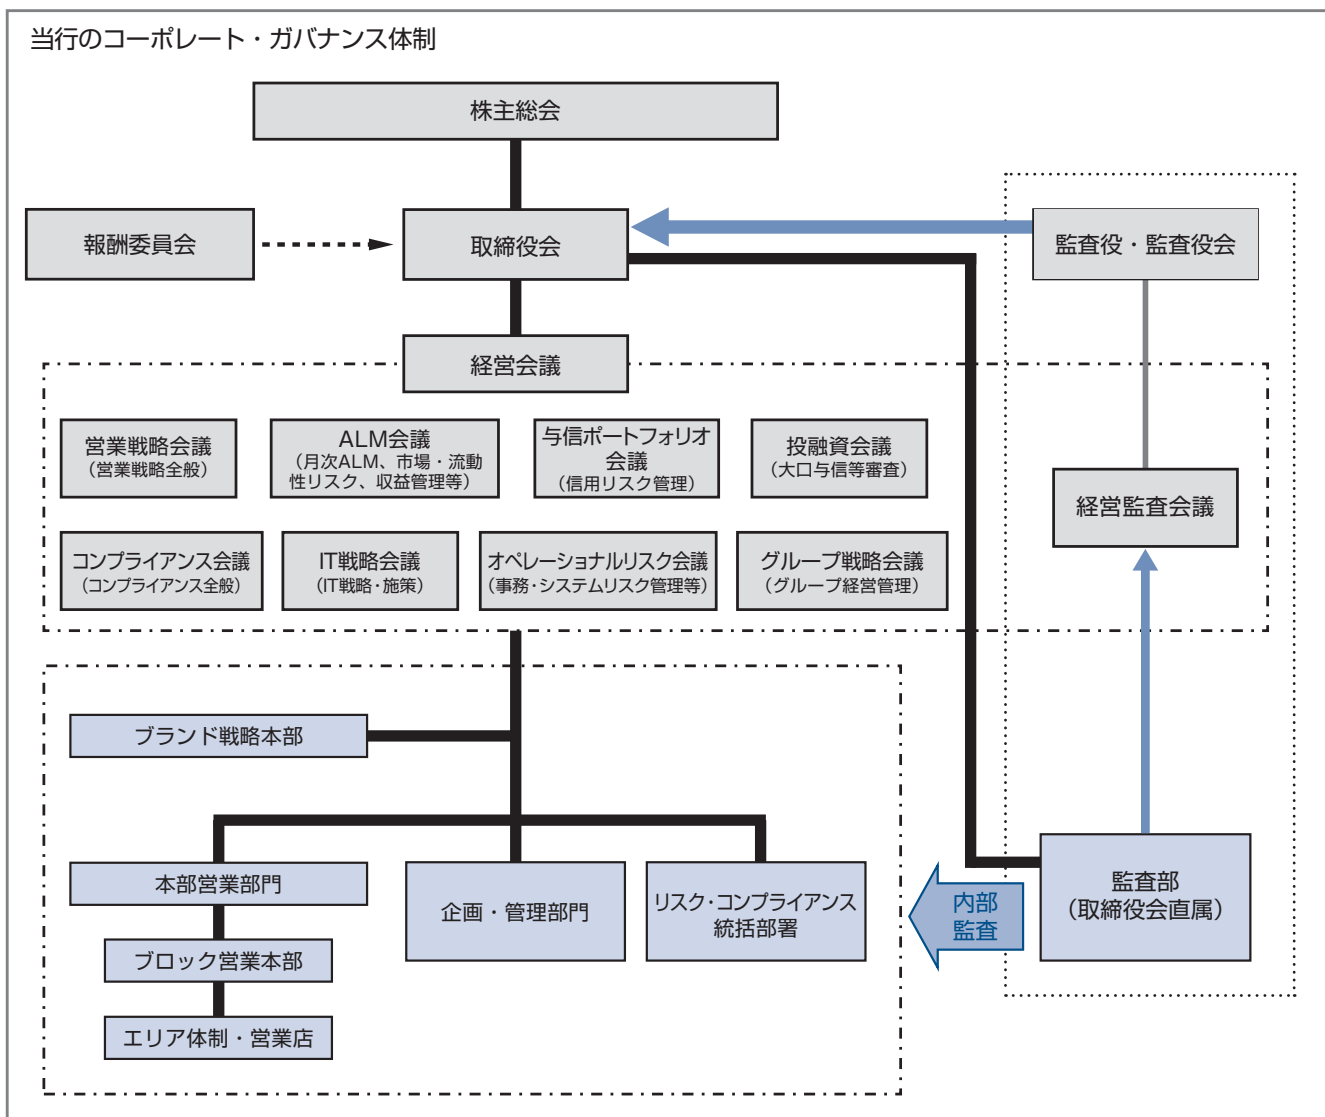 当行のコーポレート・ガバナンス体制
株主総会
報酬委員会
取締役会
監査役・監査役会
経営会議
営業戦略会議
（営業戦略全般）
ALM会議
（月次ALM、市場・流動
性リスク、収益管理等）
与信ポートフォリオ
会議
（信用リスク管理）
投融資会議
（大口与信等審査）
経営監査会議
コンプライアンス会議
（コンプライアンス全般）
IT戦略会議
（IT戦略・施策）
オペレーショナルリスク会議
（事務・システムリスク管理等）
グループ戦略会議
（グループ経営管理）
ブランド戦略本部
本部営業部門
企画・管理部門
リスク・コンプライアンス
統括部署
内部
監査
監査部
（取締役会直属）
ブロック営業本部
エリア体制・営業店